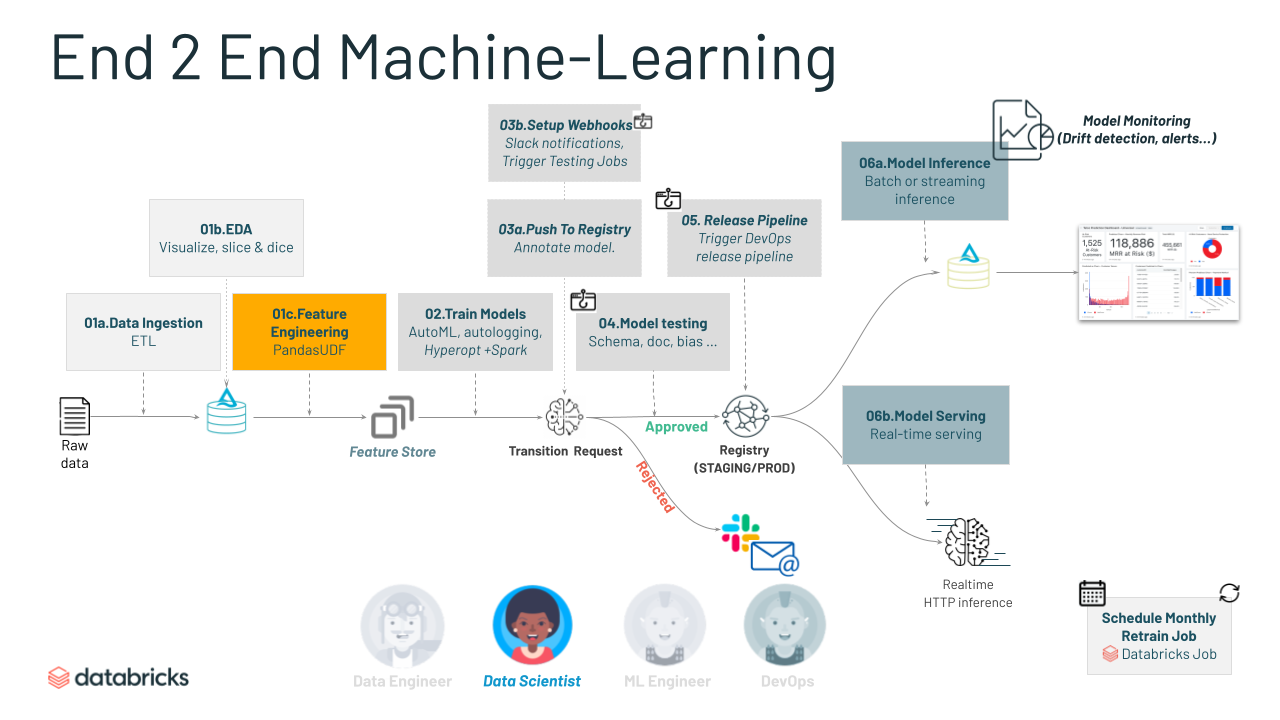 End 2 End Machine-Learning
03b.Setup Webhooks
Slack notifications,
Trigger Testing Jobs
Model Monitoring
(Drift detection, alerts...)
06a.Model Inference
Batch or streaming
inference
01b.EDA
Visualize, slice & dice
03a.Push To Registry
Annotate model.
05. Release Pipeline
Trigger DevOps
release pipeline
1,525
At-Risk
Customers
118,886
MRR at Risk ($)
01a.Data Ingestion
ETL
01c.Feature
Engineering
PandasUDF
02.Train Models
AutoML, autologging,
Hyperopt +Spark
04.Model testing
Schema, doc, bias ...
06b.Model Serving
Real-time serving
Raw
data
Feature Store
Transition Request
Approved
Registry
(STAGING/PROD)
Rejected
@
Realtime
HTTP inference
Schedule Monthly
Retrain Job
Databricks Job
databricks
Data Engineer
Data Scientist
ML Engineer
DevOps